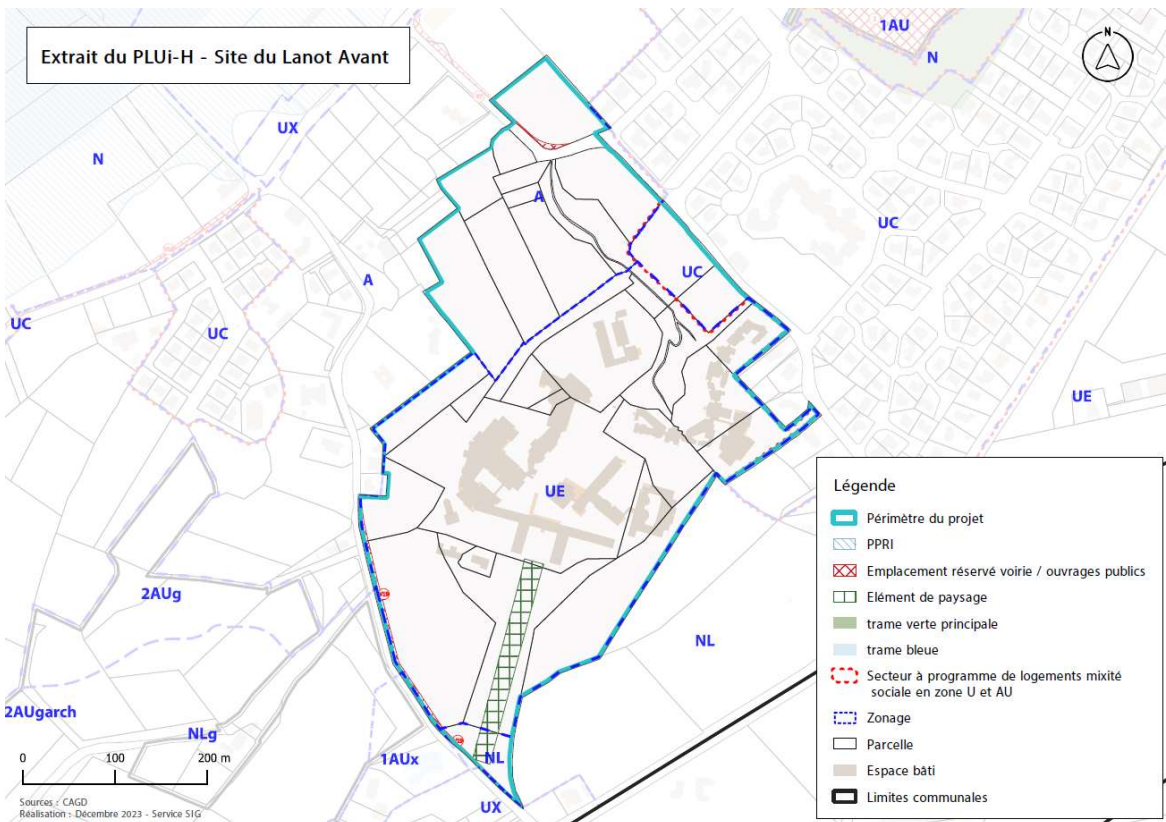 Extrait du PLUi-H - Site du Lanot Avant
N
1AU
N
UX
N
A
UC
A
UC
UC
UC
UE
UE
2AUg
NL
2AUgarch
NLg
1AUx
NL
UX
0 100 200 m
Sources : CAGD
Réalisation : Décembre 2023 - Service SIG
Légende
Périmètre du projet
PPRI
Emplacement réservé voirie / ouvrages publics
Elément de paysage
trame verte principale
trame bleue
Secteur à programme de logements mixité
sociale en zone U et AU
Zonage
Parcelle
Espace bâti
Limites communales